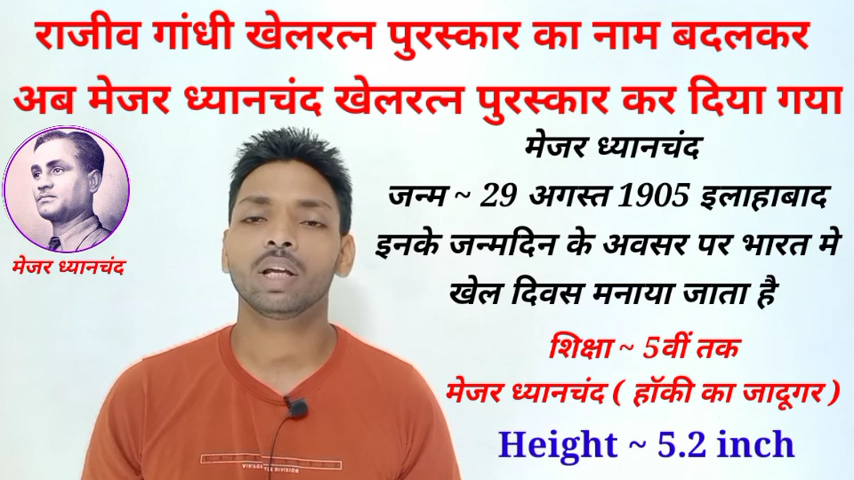 राजीव गांधी खेलरत्न पुरस्कार का नाम बदलकर
अब मेजर ध्यानचंद खेलरत्न पुरस्कार कर दिया गया
मेजर ध्यानचंद
मेजर ध्यानचंद
जन्म ~ 29 अगस्त 1905 इलाहाबाद
इनके जन्मदिन के अवसर पर भारत मे
खेल दिवस मनाया जाता है
शिक्षा ~ 5वीं तक
मेजर ध्यानचंद ( हॉकी का जादूगर )
Height ~ 5.2 inch